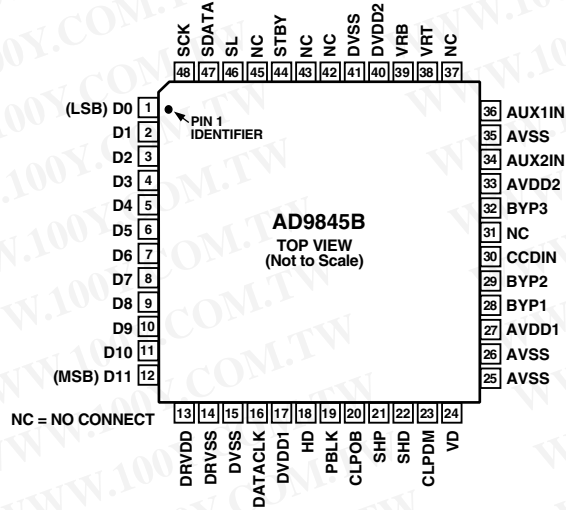 SCK SDATA SL NC STBY NC NC DVSS DVDD2 VRB VRT NC
48 47 46 45 44 43 42 41 40 39 38 37
(LSB) D0 1
D1 2
D2 3
D3 4
D4 5
D5 6
D6 7
D7 8
D8 9
D9 10
D10 11
(MSB) D11 12
PIN 1
IDENTIFIER
AD9845B
TOP VIEW
(Not to Scale)
36 AUX1IN
35 AVSS
34 AUX2IN
33 AVDD2
32 BYP3
31 NC
30 CCDIN
29 BYP2
28 BYP1
27 AVDD1
26 AVSS
25 AVSS
NC = NO CONNECT
13 14 15 16 17 18 19 20 21 22 23 24
DRVDD DRVSS DVSS DATACLK DVDD1 HD PBLK CLPOB SHP SHD CLPDM VD
WWW.100Y.COM.TW